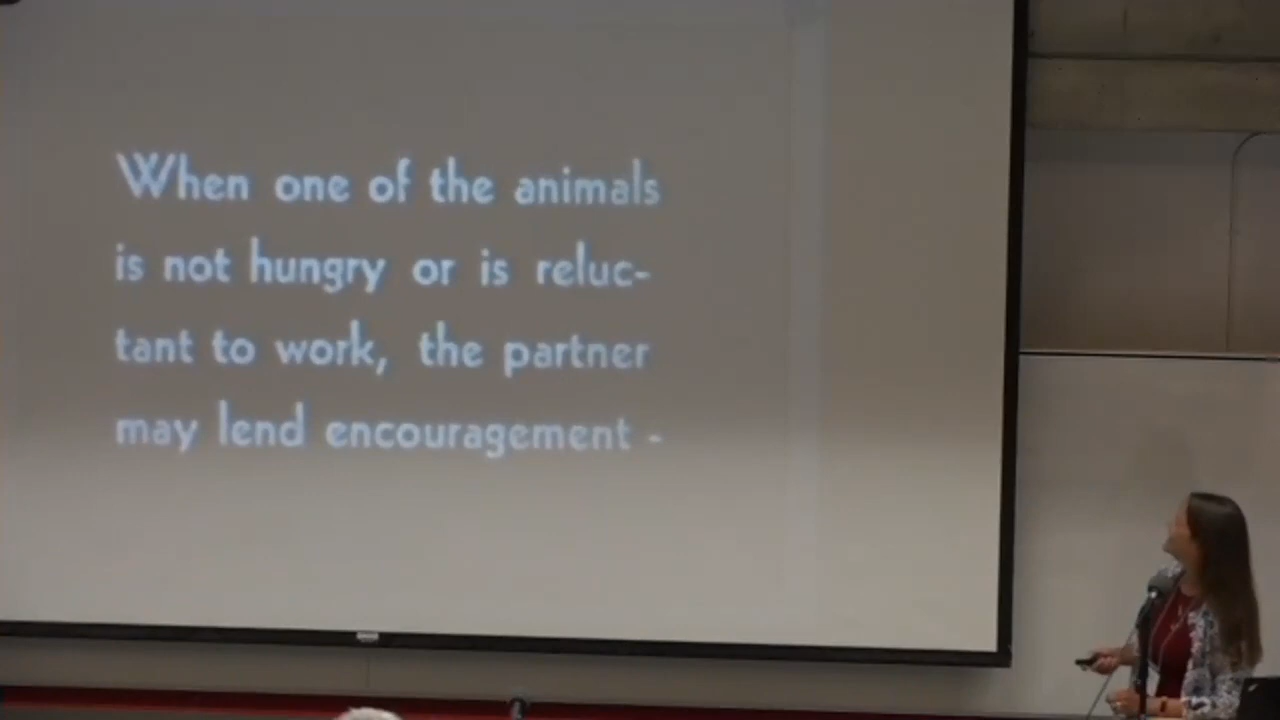 When one of the animals
is not hungry or is reluc-
tant to work, the partner
may lend encouragement -